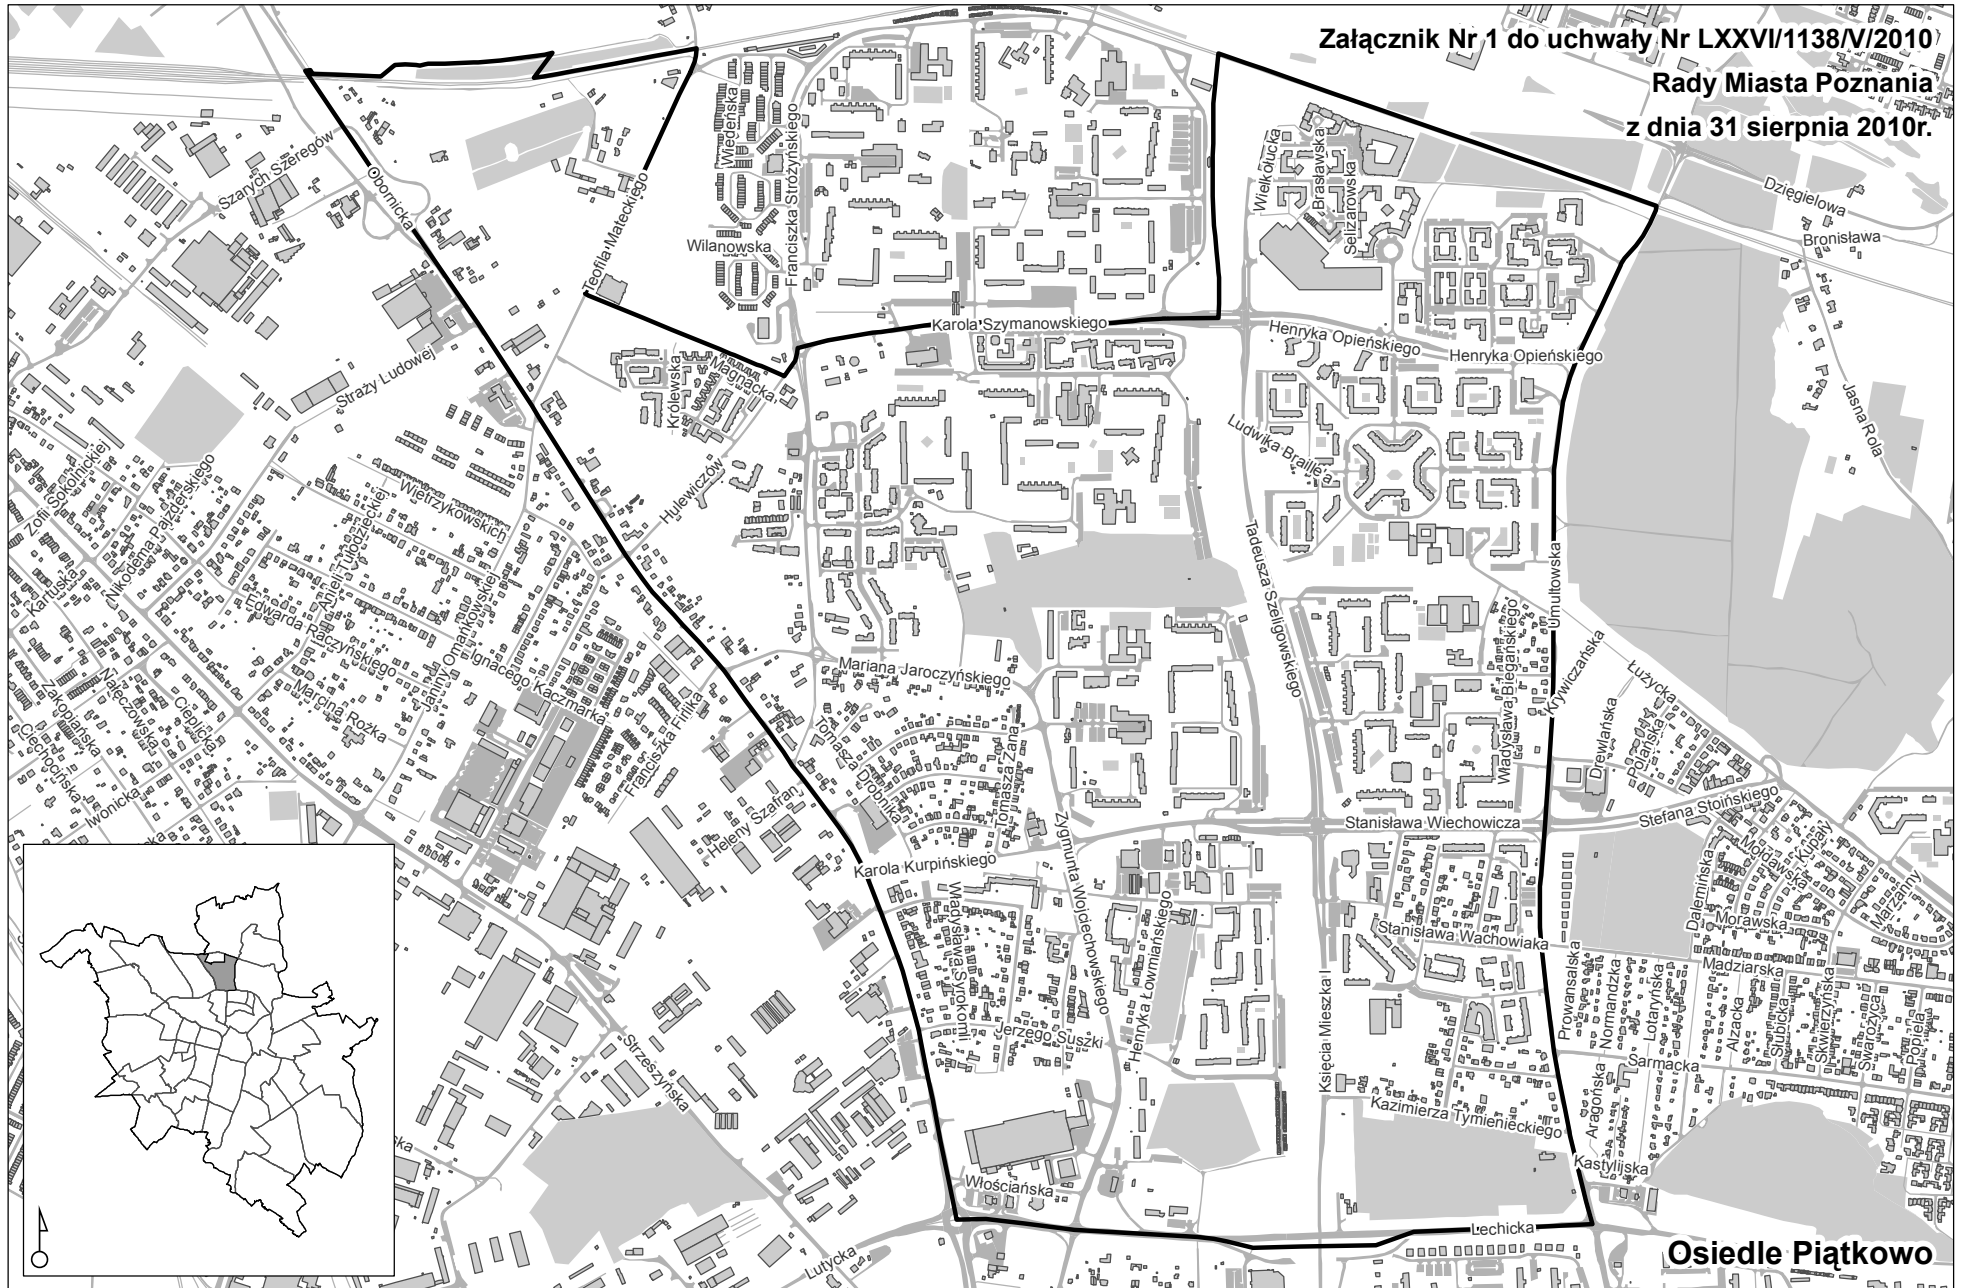 Załącznik Nr 1 do uchwały Nr LXXVI/1138/V/2010
Rady Miasta Poznania
z dnia 31 sierpnia 2010r.
Szarych Szeregów
Obornicka
Teofila Mateckiego
Wiedeńska
Franciszka Stróżyńskiego
Wilanowska
Wielkołucka
Brasławska
Selizarowska
Dzięgielowa
Bronisława
Karola Szymanowskiego
Henryka Opieńskiego
Henryka Opieńskiego
Straży Ludowej
Królewska
Magnacka
Jasna Rola
Ludwika Braille'a
Zofii Sokolnickiej
Nikodema Pajzderskiego
Wietrzykowskich
Hulewiczów
Kartuska
Anieli Tułodzieckiej
Edwarda Raczyńskiego
Janiny Omańkowskiej
Ignacego Kaczmarka
Marcina Rożka
Tadeusza Szeligowskiego
Umultowska
Władysława Biegańskiego
Krywiczańska
Łużycka
Mariana Jaroczyńskiego
Zakopiańska
Nałęczowska
Cieplicka
Ciechocińska
Iwonicka
Franciszka Firlika
Tomasza Drobnika
Tomasza Zana
Drewlańska
Polańska
Heleny Szafran
Stanisława Wiechowicza
Stefana Stoińskiego
Karola Kurpińskiego
Zygmunta Wojciechowskiego
Mołdawska
Kupały
Dalemińska
Marzanny
Morawska
Władysława Syrokomli
Henryka Łowmiańskiego
Stanisława Wachowiaka
Madziarska
Prowansalska
Normandzka
Lotaryńska
Alzacka
Słubicka
Skwierzyńska
Swarożyca
Popiela
Jerzego Suszki
Księcia Mieszka I
Sarmacka
Strzeszyńska
Kazimierza Tymienieckiego
Aragońska
Kastylijska
Włościańska
Lechicka
Lutycka
Osiedle Piątkowo